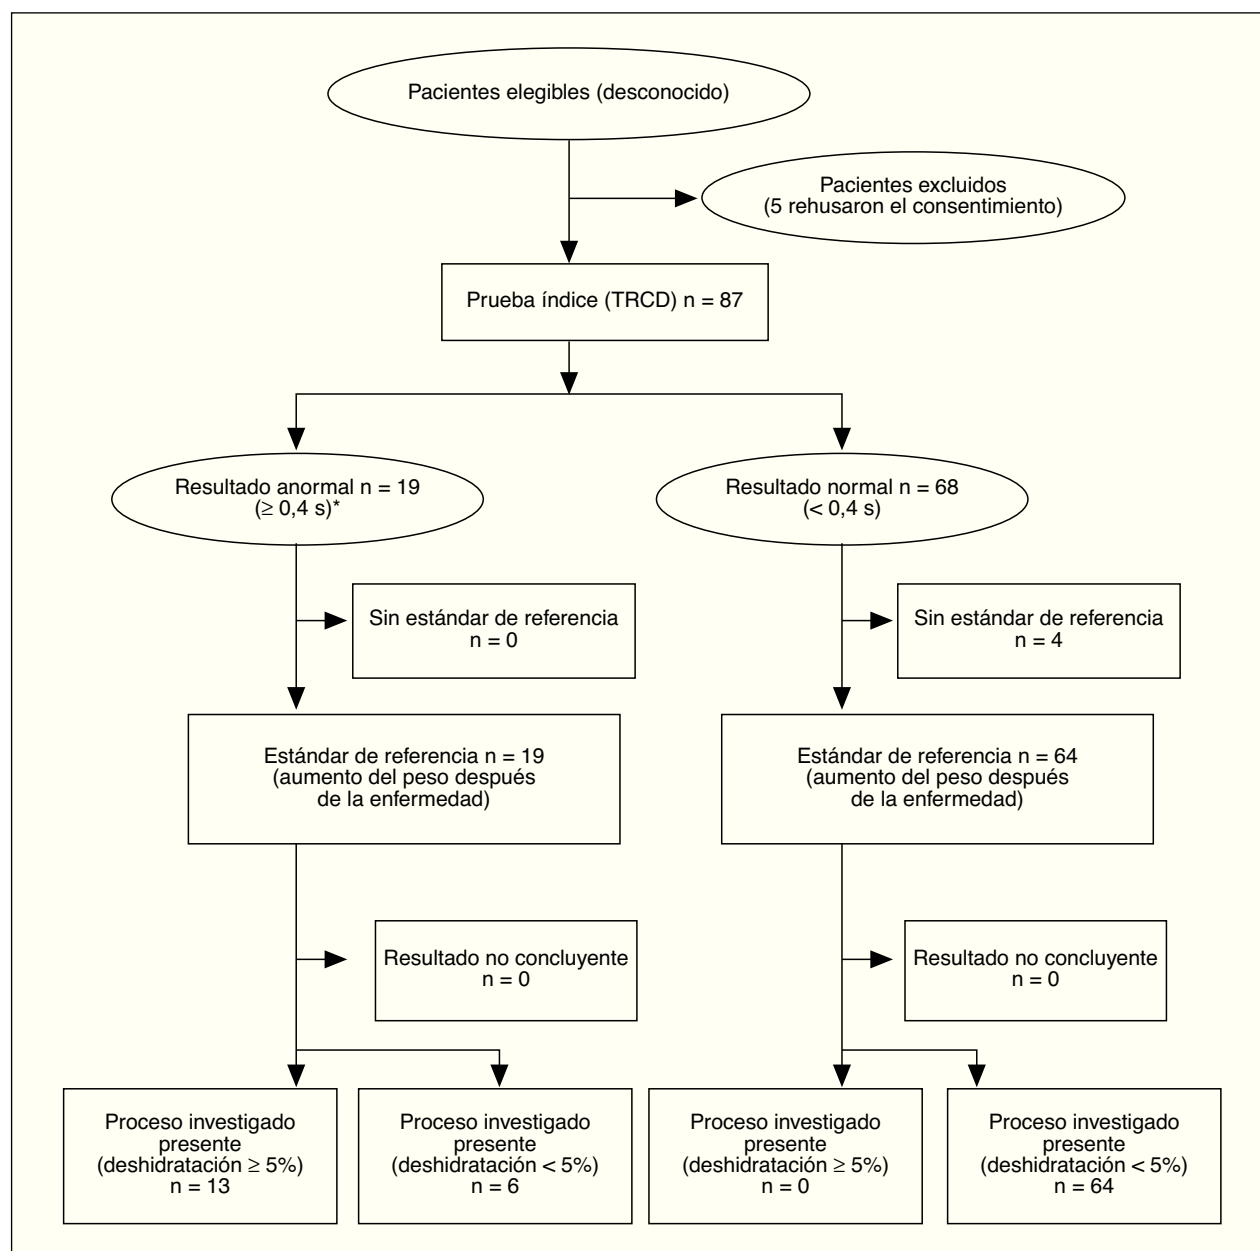 Pacientes elegibles (desconocido)
Pacientes excluidos
(5 rehusaron el consentimiento)
Prueba índice (TRCD) n = 87
Resultado anormal n = 19
(≥ 0,4 s)*
Resultado normal n = 68
(< 0,4 s)
Sin estándar de referencia
n = 0
Sin estándar de referencia
n = 4
Estándar de referencia n = 19
(aumento del peso después
de la enfermedad)
Estándar de referencia n = 64
(aumento del peso después
de la enfermedad)
Resultado no concluyente
n = 0
Resultado no concluyente
n = 0
Proceso investigado
presente
(deshidratación ≥ 5%)
n = 13
Proceso investigado
presente
(deshidratación < 5%)
n = 6
Proceso investigado
presente
(deshidratación ≥ 5%)
n = 0
Proceso investigado
presente
(deshidratación < 5%)
n = 64